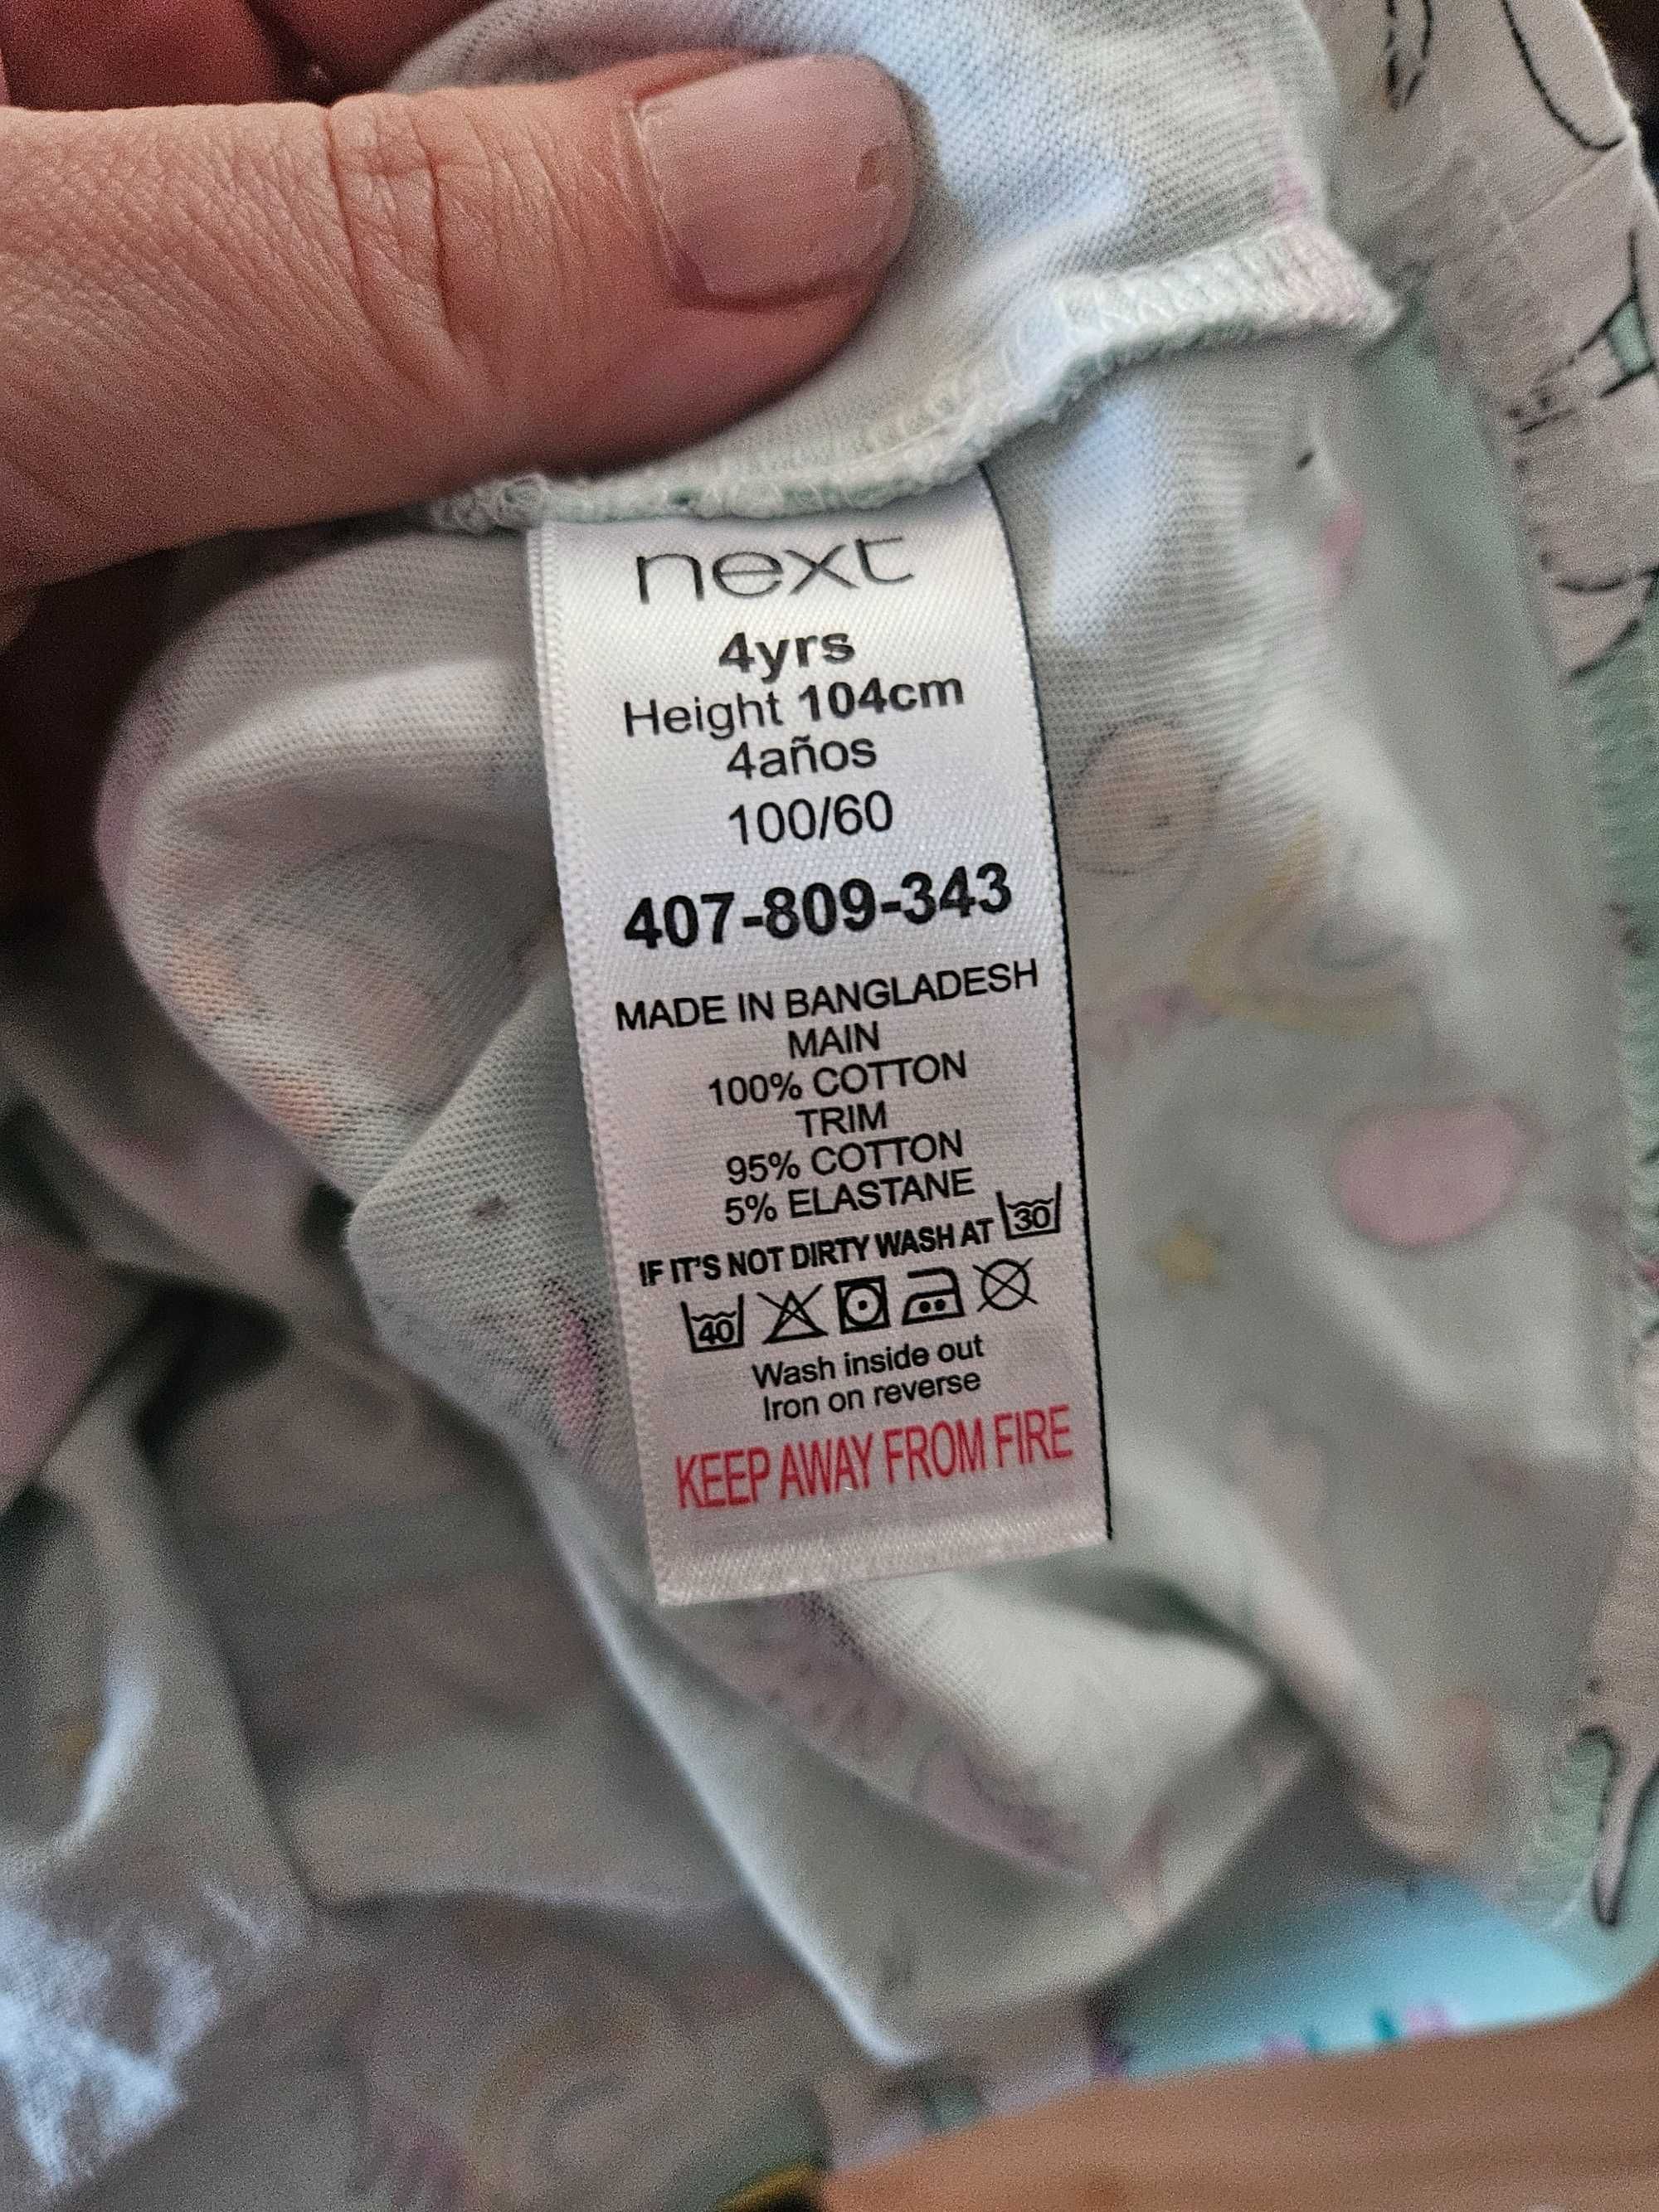 next
4yrs
Height 104cm
4años
100/60
407-809-343
MADE IN BANGLADESH
MAIN
100% COTTON
TRIM
95% COTTON
5% ELASTANE
IF IT'S NOT DIRTY WASH AT 30
40
Wash inside out
Iron on reverse
KEEP AWAY FROM FIRE